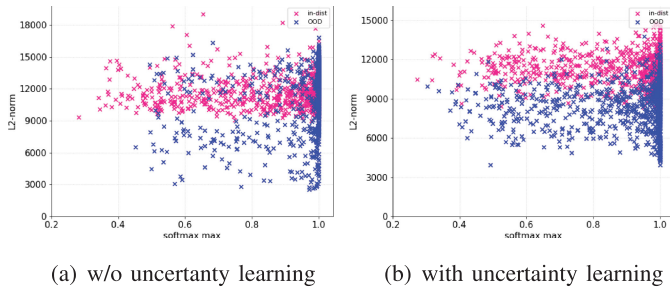 in-dist
OOD
18000
15000
12000
9000
6000
3000
0
L2-norm
0.2 0.4 0.6 0.8 1.0
softmax max
(a) w/o uncertanty learning
in-dist
OOD
15000
12000
9000
6000
3000
0
L2-norm
0.2 0.4 0.6 0.8 1.0
softmax max
(b) with uncertainty learning